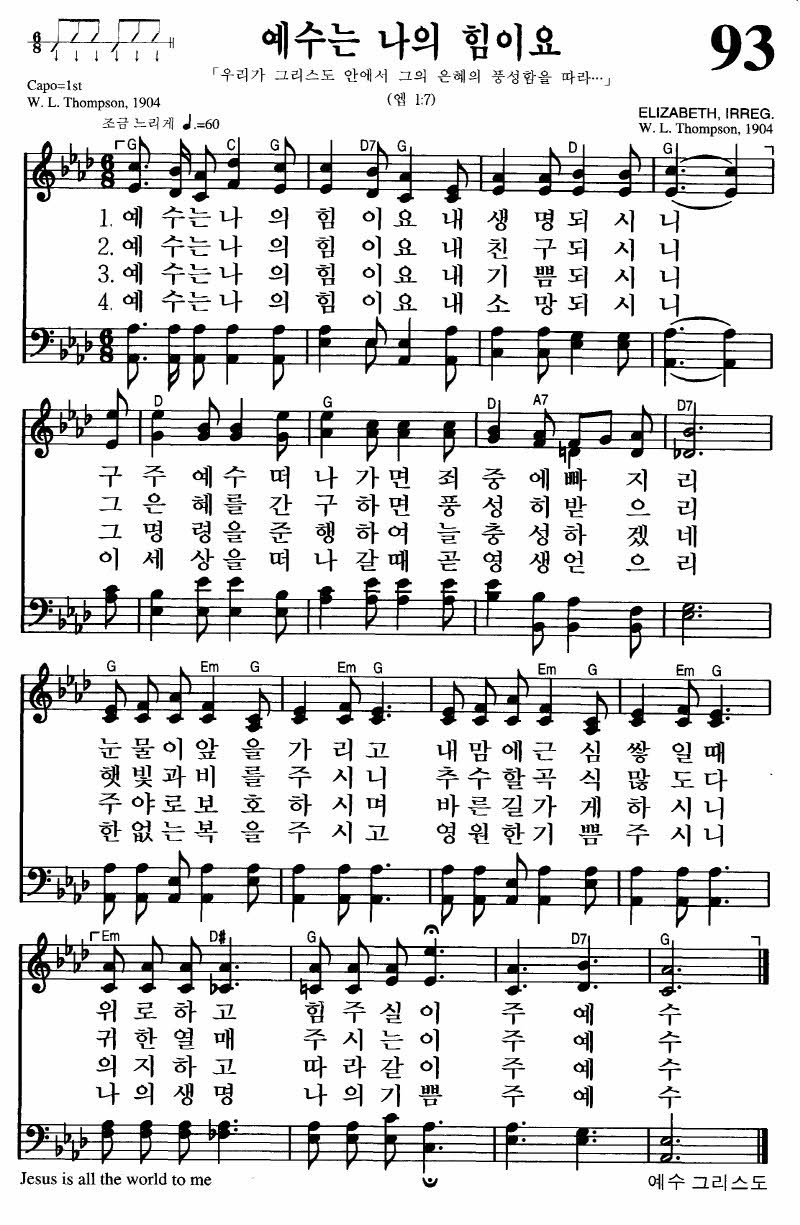 예수는 나의 힘이요
93
「우리가 그리스도 안에서 그의 은혜의 풍성함을 따라…」
(엡 1:7)
Capo=1st
W. L. Thompson, 1904
ELIZABETH, IRREG.
W. L. Thompson, 1904
조금 느리게 ♩.=60
G C G D7 G D G
1. 예 수는 나 의 힘 이 요 내 생 명 되 시 니
2. 예 수는 나 의 힘 이 요 내 친 구 되 시 니
3. 예 수는 나 의 힘 이 요 내 기 쁨 되 시 니
4. 예 수는 나 의 힘 이 요 내 소 망 되 시 니
D G D A7 D7
구 주 예 수 떠 나 가 면 죄 중 에 빠 지 리
그 은 혜 를 간 구 하 면 풍 성 히 받 으 리
그 명 령 을 준 행 하 여 늘 충 성 하 겠 네
이 세 상 을 떠 나 갈 때 곧 영 생 얻 으 리
G Em G Em G Em G Em G
눈 물 이 앞 을 가 리 고 내 맘 에 근 심 쌓 일 때
햇 빛 과 비 를 주 시 니 추 수 할 곡 식 많 도 다
주 야 로 보 호 하 시 며 바 른 길 가 게 하 시 니
한 없 는 복 을 주 시 고 영 원 한 기 쁨 주 시 니
Em D# G D7 G
위 로 하 고 힘 주 실 이 주 예 수
귀 한 열 매 주 시 는 이 주 예 수
의 지 하 고 따 라 갈 이 주 예 수
나 의 생 명 나 의 기 쁨 주 예 수
Jesus is all the world to me
예수 그리스도